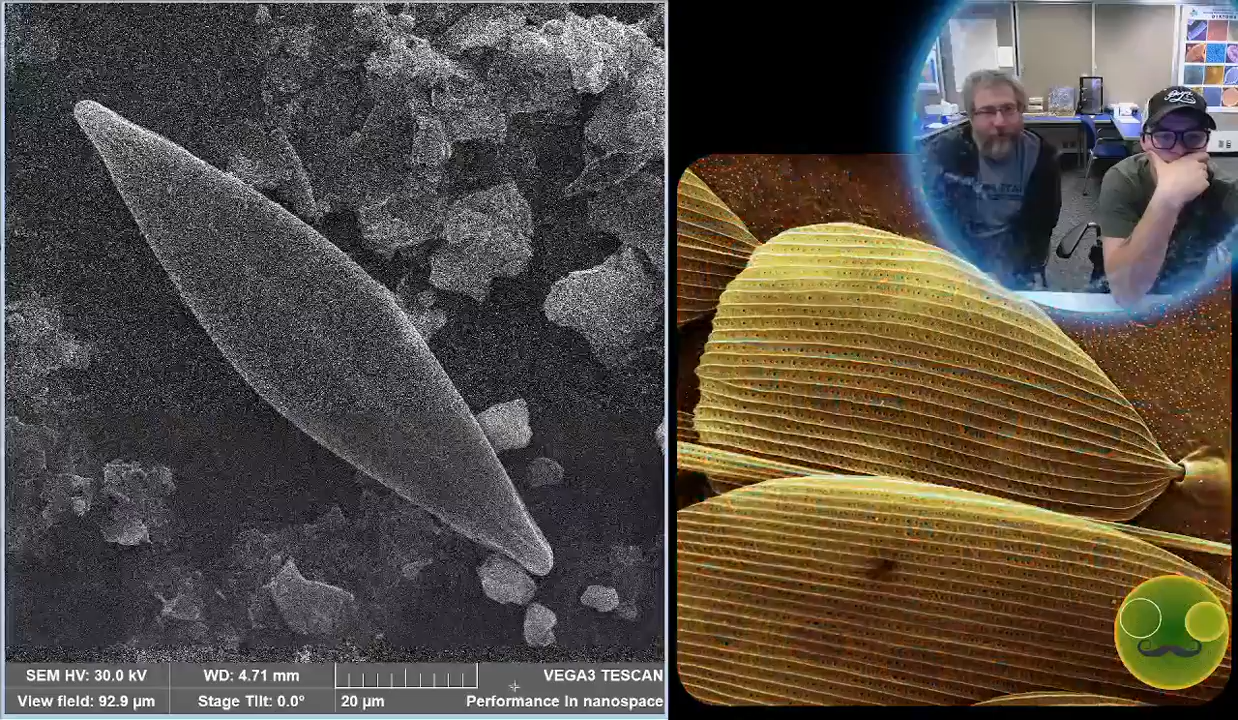 SEM HV: 30.0 kV
WD: 4.71 mm
VEGA3 TESCAN
View field: 92.9 µm
Stage Tilt: 0.0°
20 µm
Performance in nanospace